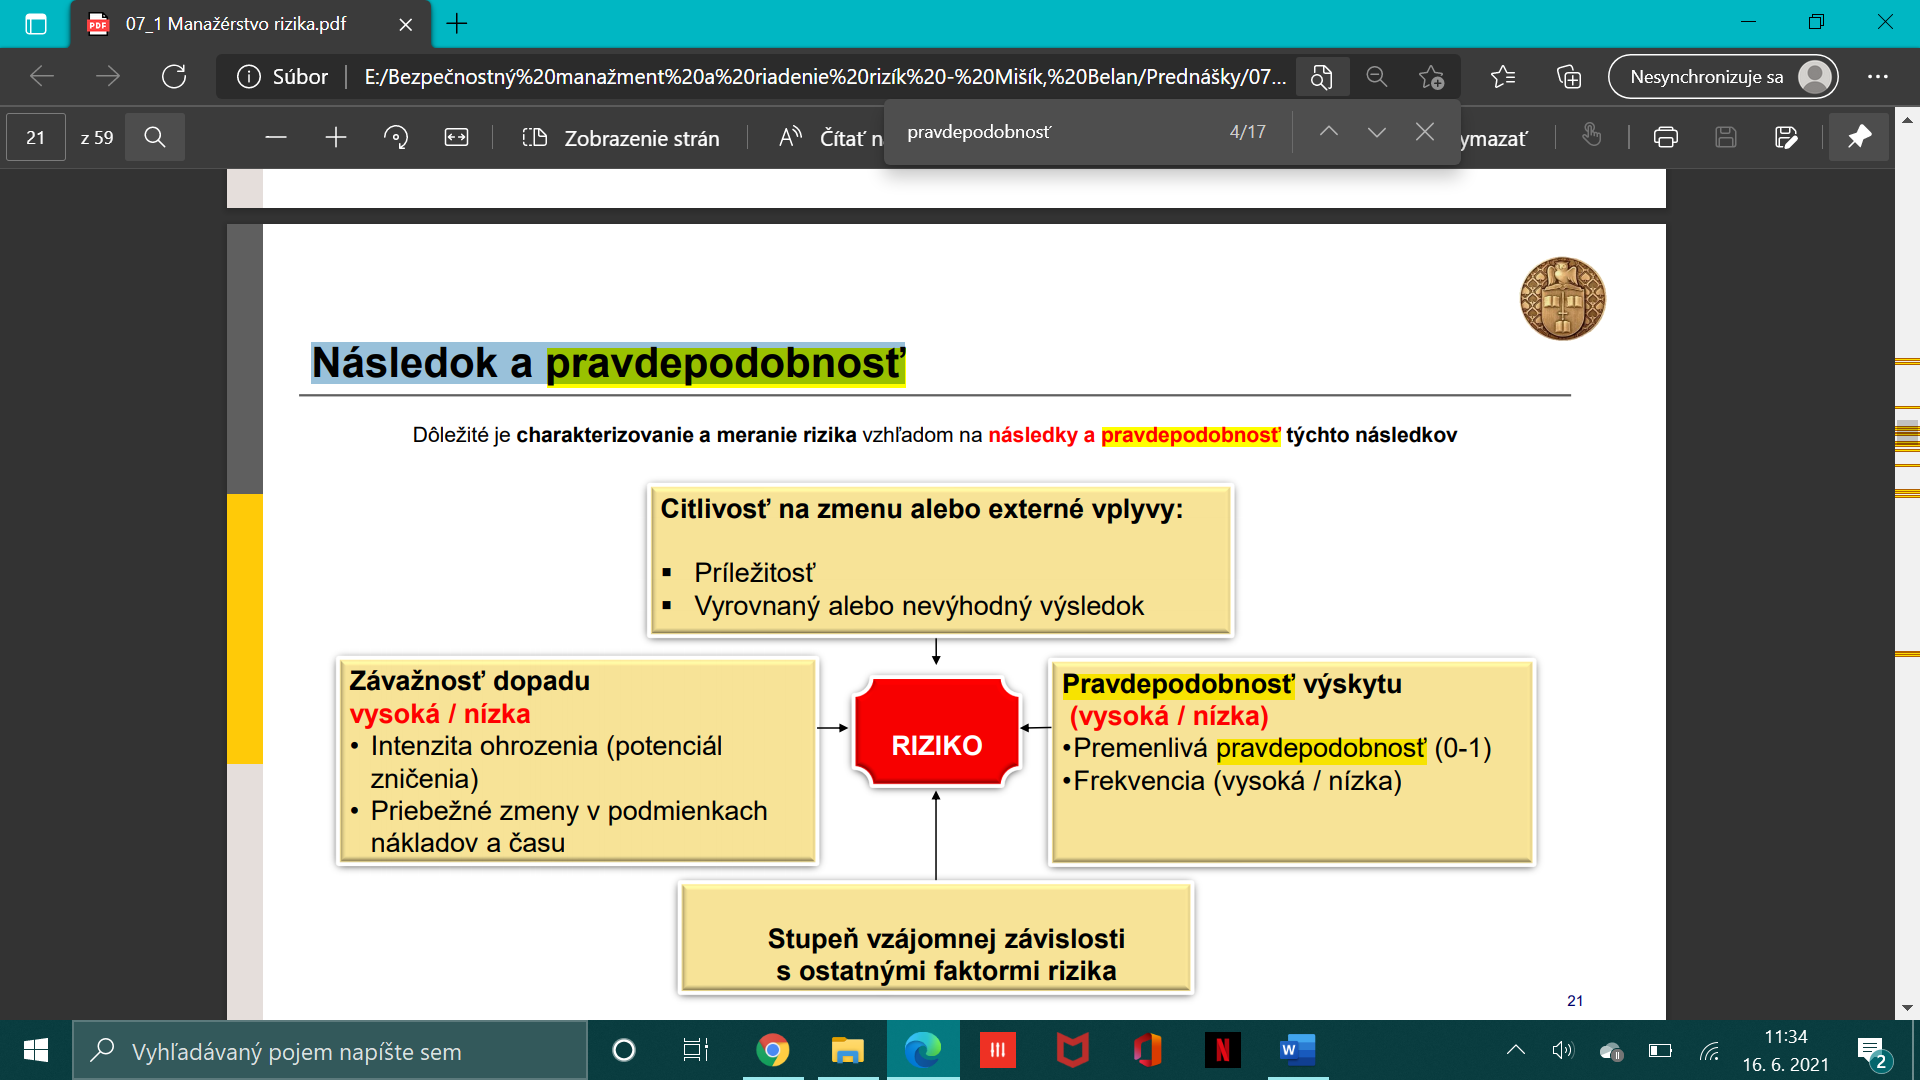 07_1 Manažérstvo rizika.pdf
Súbor
E:/Bezpečnostný%20manažment%20a%20riadenie%20rizík%20-%20Mišík,%20Belan/Prednášky/07...
Nesynchronizuje sa
21 z 59
Zobrazenie strán
Čítať n
ymazať
pravdepodobnosť
4/17
Následok a pravdepodobnosť
Dôležité je charakterizovanie a meranie rizika vzhľadom na následky a pravdepodobnosť týchto následkov
Citlivosť na zmenu alebo externé vplyvy:
▪ Príležitosť
▪ Vyrovnaný alebo nevýhodný výsledok
Závažnosť dopadu
vysoká / nízka
• Intenzita ohrozenia (potenciál
zničenia)
• Priebežné zmeny v podmienkach
nákladov a času
RIZIKO
Pravdepodobnosť výskytu
(vysoká / nízka)
•Premenlivá pravdepodobnosť (0-1)
•Frekvencia (vysoká / nízka)
Stupeň vzájomnej závislosti
s ostatnými faktormi rizika
21
Vyhľadávaný pojem napíšte sem
11:34
16. 6. 2021
2